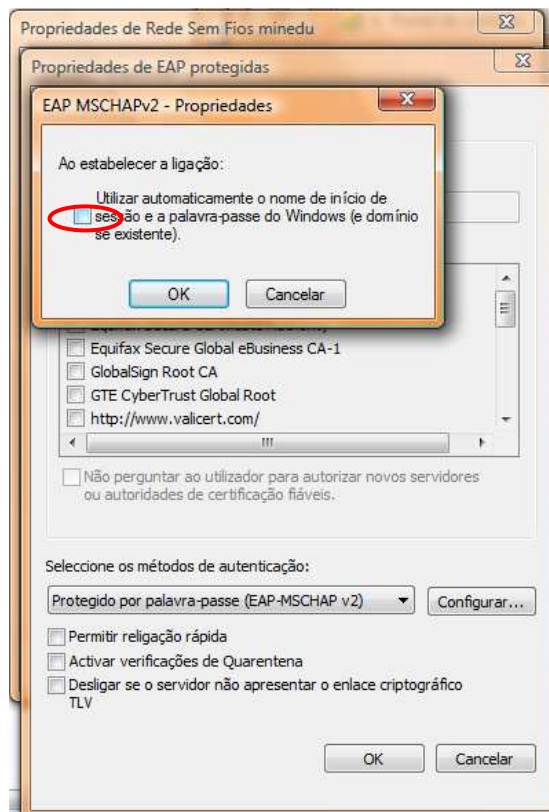 Propriedades de Rede Sem Fios minedu
Propriedades de EAP protegidas
EAP MSCHAPv2 - Propriedades
Ao estabelecer a ligação:
Utilizar automaticamente o nome de início de
sessão e a palavra-passe do Windows (e domínio
se existente).
OK
Cancelar
Equifax Secure Global eBusiness CA-1
GlobalSign Root CA
GTE CyberTrust Global Root
http://www.valicert.com/
Não perguntar ao utilizador para autorizar novos servidores
ou autoridades de certificação fiáveis.
Seleccione os métodos de autenticação:
Protegido por palavra-passe (EAP-MSCHAP v2)
Configurar...
Permitir religação rápida
Activar verificações de Quarentena
Desligar se o servidor não apresentar o enlace criptográfico
TLV
OK
Cancelar